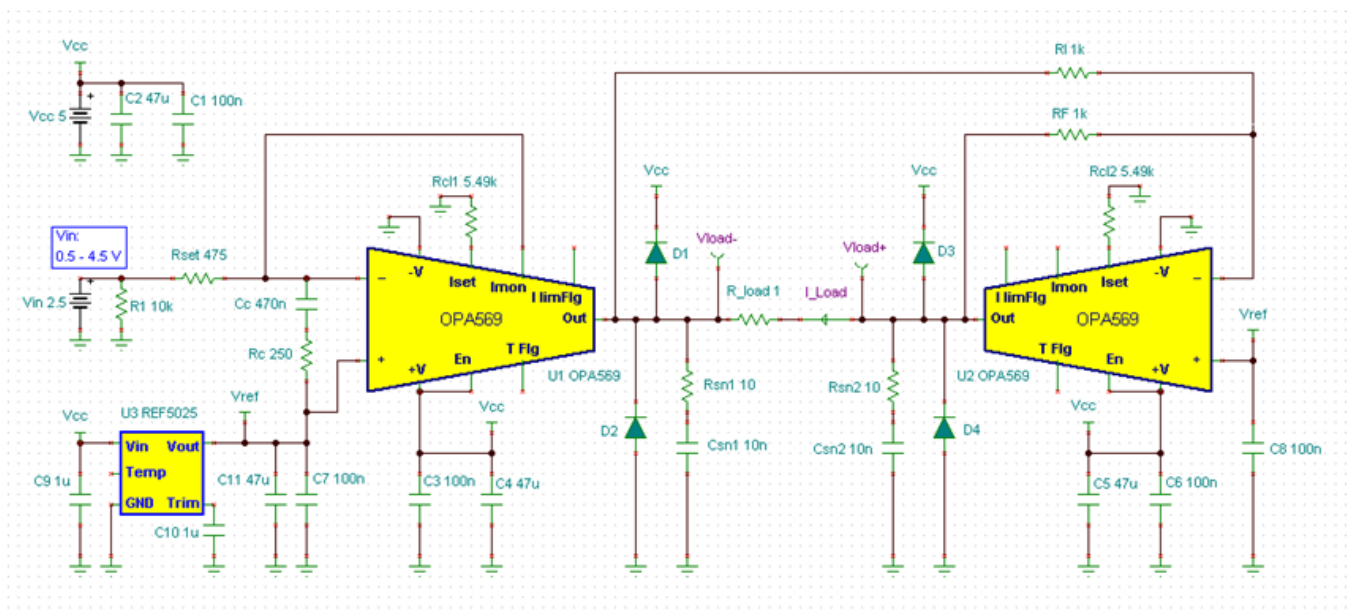 Vcc
Vcc 5
+
C2 47u
C1 100n
Vin:
0.5 - 4.5 V
Vin 2.5
+
R1 10k
Rset 475
Cc 470n
Rc 250
Rcl1 5.49k
−
-V
Iset
Imon
I limFlg
OPA569
Out
+
+V
En
T Flg
U1 OPA569
Vcc
C3 100n
C4 47u
Vcc
U3 REF5025
Vref
Vin
Vout
Temp
GND
Trim
C9 1u
C10 1u
C11 47u
C7 100n
Vcc
D1
D2
Vload-
R_load 1
I_Load
Vload+
Rsn1 10
Csn1 10n
Rsn2 10
Csn2 10n
Vcc
D3
D4
RI 1k
RF 1k
Rcl2 5.49k
I limFlg
Imon
Iset
-V
−
Out
OPA569
T Flg
En
+V
+
U2 OPA569
Vref
Vcc
C5 47u
C6 100n
C8 100n